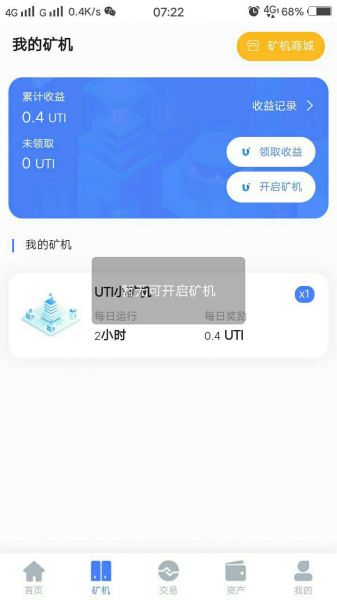 4G G 0.4K/s 07:22 4G 68%
我的矿机
矿机商城
累计收益
0.4 UTI
收益记录
未领取
0 UTI
领取收益
开启矿机
我的矿机
UTI小矿机
x1
暂无可开启矿机
每日运行
每日奖励
2小时
0.4 UTI
首页
矿机
交易
资产
我的